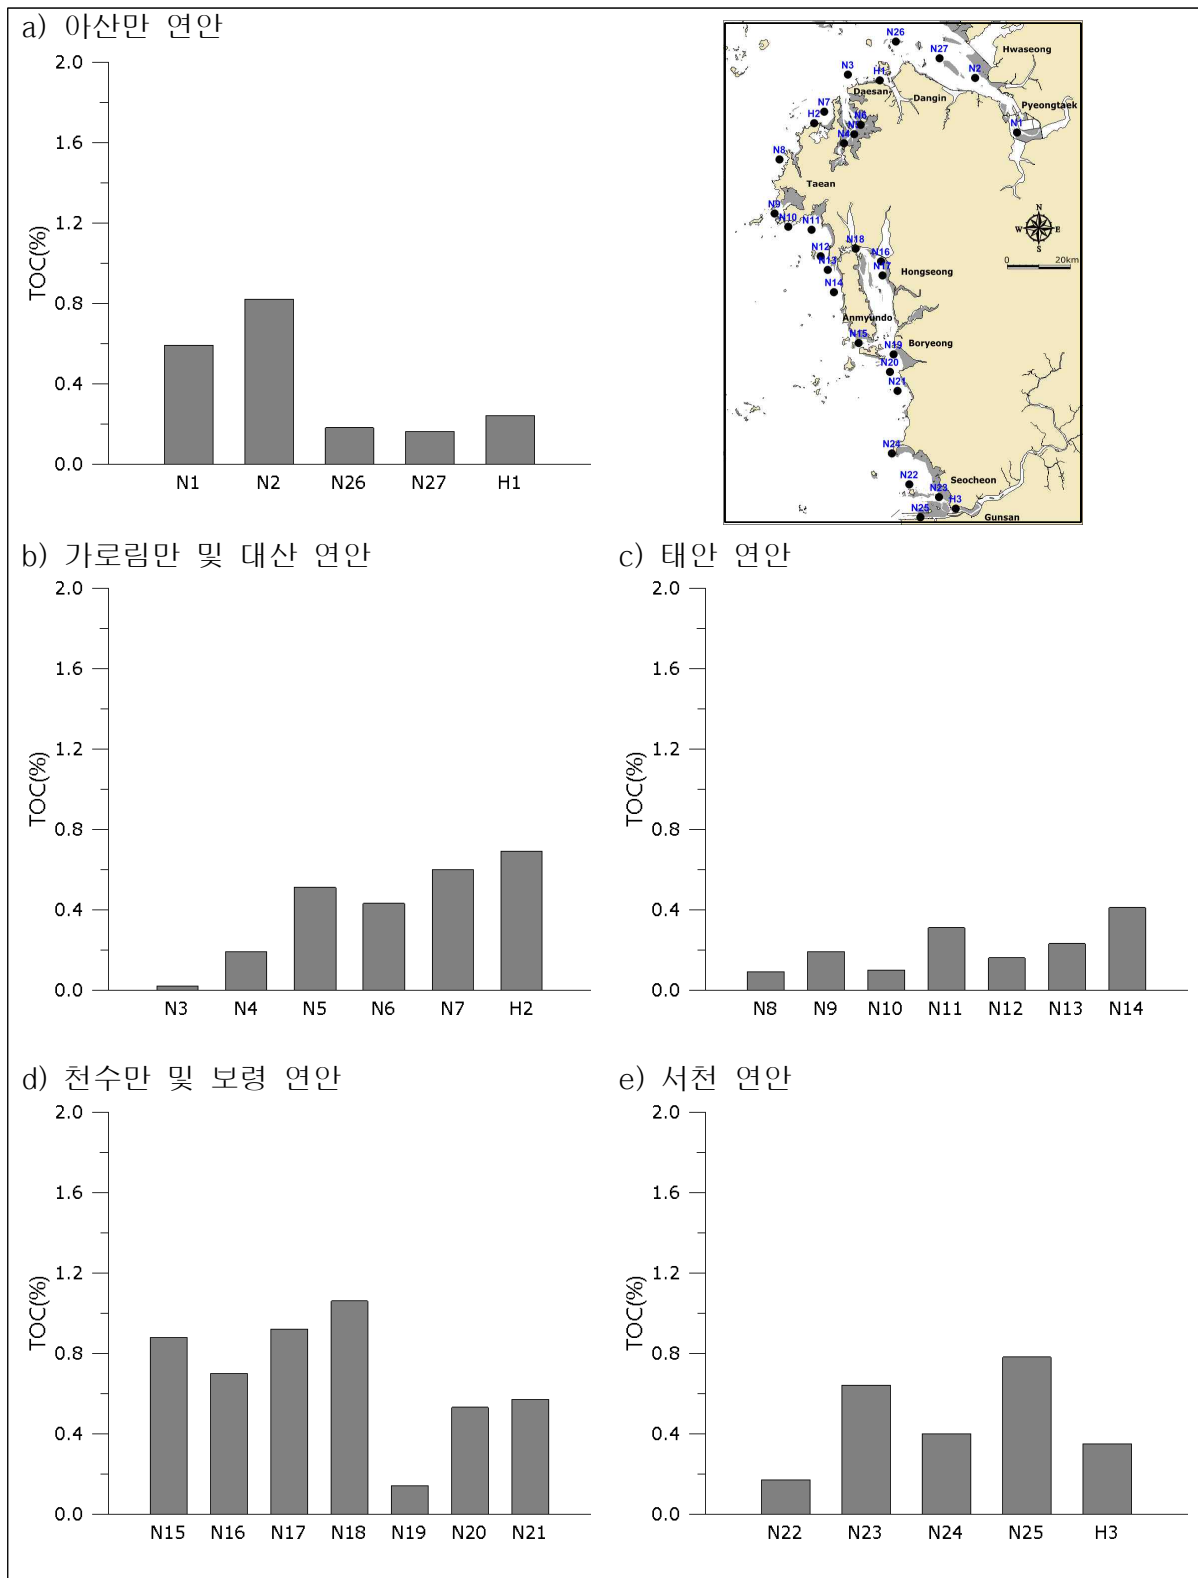 a) 아산만 연안
TOC(%)
2.0
1.6
1.2
0.8
0.4
0.0
N1 N2 N26 N27 H1
N26
Hwaseong
N27
N3
H1
N2
Daesan
Dangin
Pyeongtaek
N7
H2
N6
N5
N1
N4
N8
Taean
N9
N10
N11
N
W E
S
N18
N12
N16
0 20km
N13
N17
Hongseong
N14
Anmyundo
N15
Boryeong
N19
N20
N21
N24
Seocheon
N22
N23
H3
N25
Gunsan
b) 가로림만 및 대산 연안
TOC(%)
2.0
1.6
1.2
0.8
0.4
0.0
N3 N4 N5 N6 N7 H2
c) 태안 연안
TOC(%)
2.0
1.6
1.2
0.8
0.4
0.0
N8 N9 N10 N11 N12 N13 N14
d) 천수만 및 보령 연안
TOC(%)
2.0
1.6
1.2
0.8
0.4
0.0
N15 N16 N17 N18 N19 N20 N21
e) 서천 연안
TOC(%)
2.0
1.6
1.2
0.8
0.4
0.0
N22 N23 N24 N25 H3